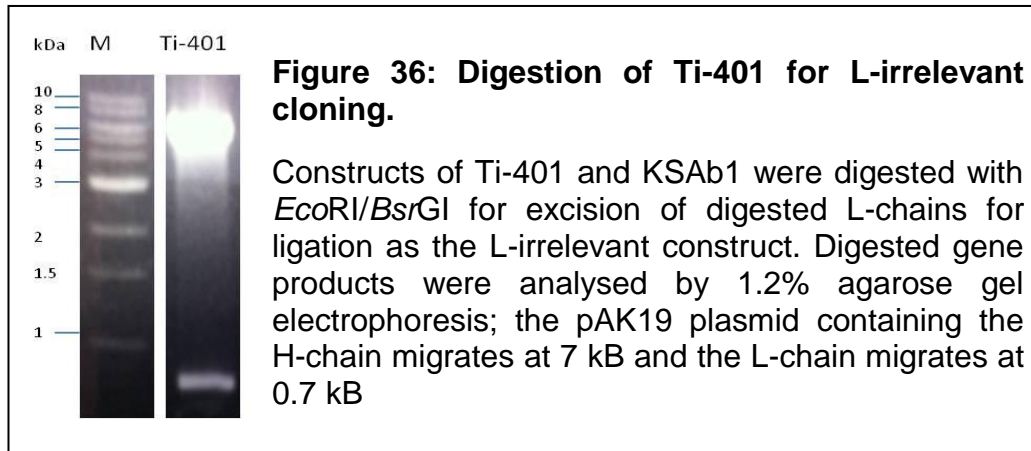 kDa M Ti-401
10
8
6
5
4
3
2
1.5
1
Figure 36: Digestion of Ti-401 for L-irrelevant
cloning.
Constructs of Ti-401 and KSAb1 were digested with
EcoRI/BsrGI for excision of digested L-chains for
ligation as the L-irrelevant construct. Digested gene
products were analysed by 1.2% agarose gel
electrophoresis; the pAK19 plasmid containing the
H-chain migrates at 7 kB and the L-chain migrates at
0.7 kB